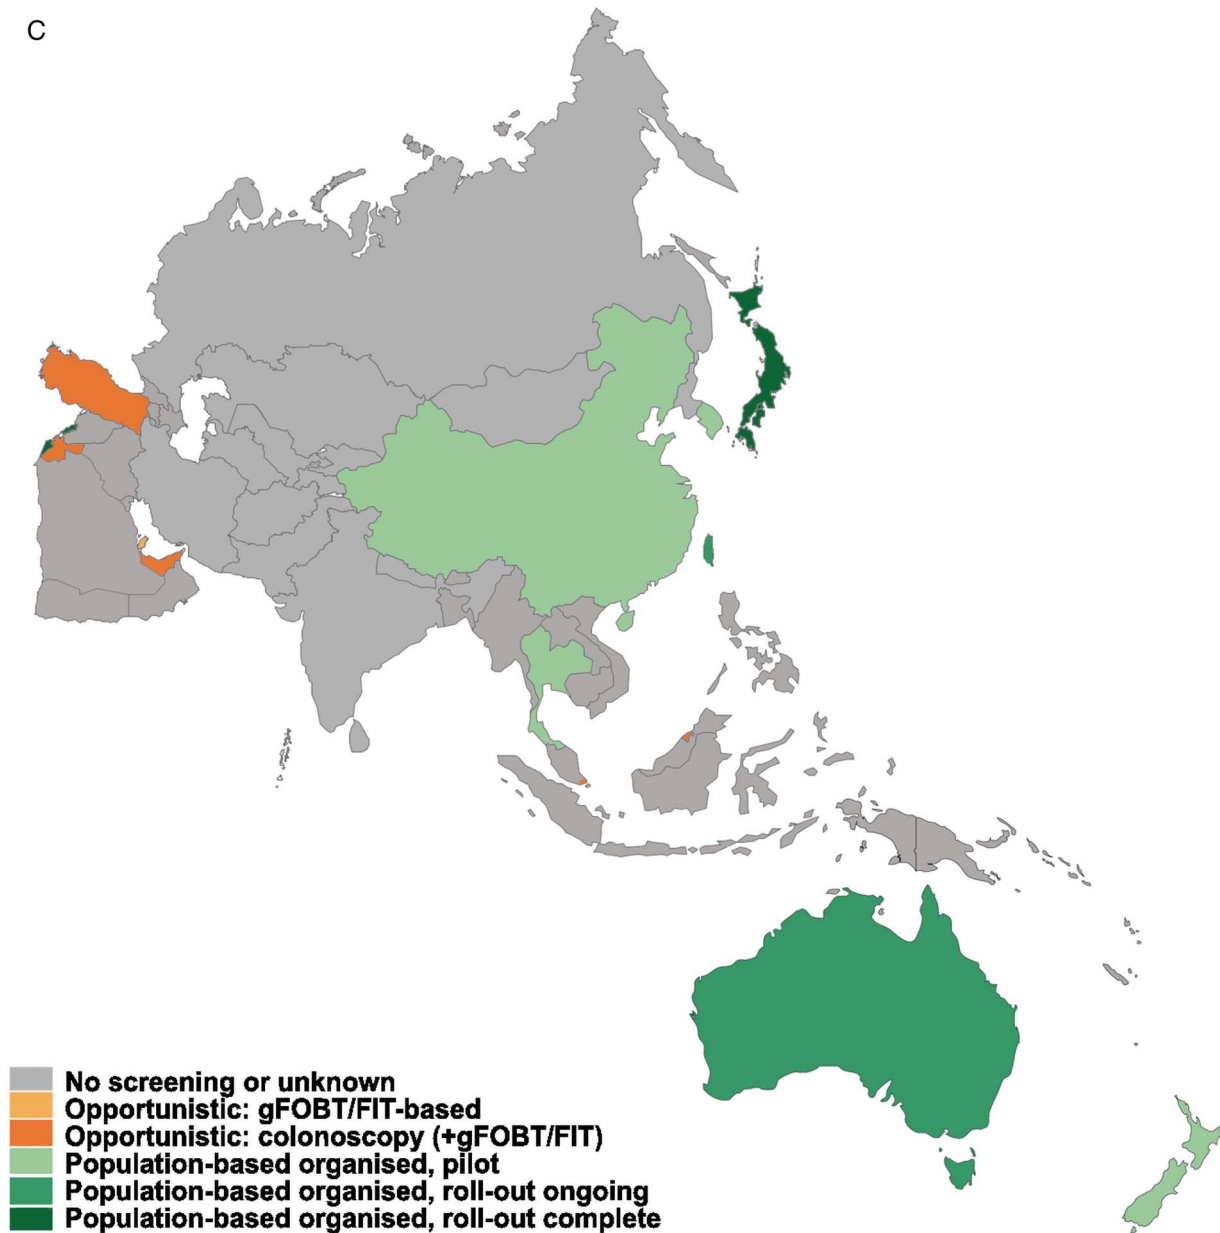 C
No screening or unknown
Opportunistic: gFOBT/FIT-based
Opportunistic: colonoscopy (+gFOBT/FIT)
Population-based organised, pilot
Population-based organised, roll-out ongoing
Population-based organised, roll-out complete